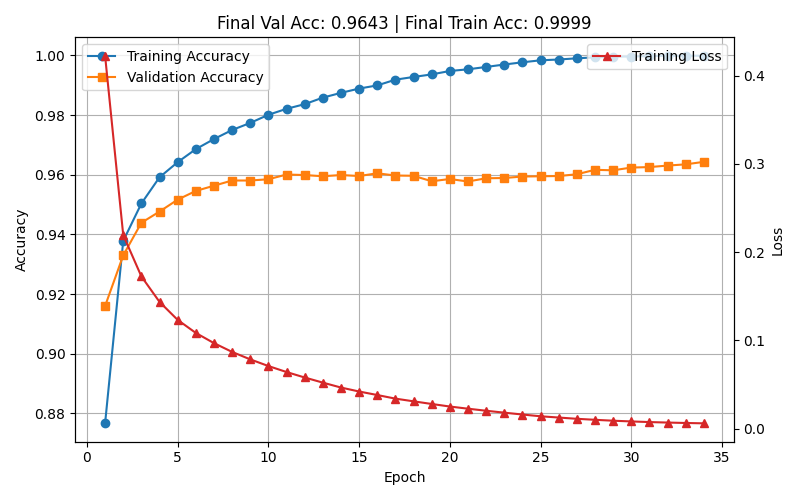 Final Val Acc: 0.9643 | Final Train Acc: 0.9999
Training Accuracy
Validation Accuracy
Training Loss
1.00
0.98
0.96
0.94
0.92
0.90
0.88
Accuracy
0.4
0.3
0.2
0.1
0.0
Loss
0 5 10 15 20 25 30 35
Epoch